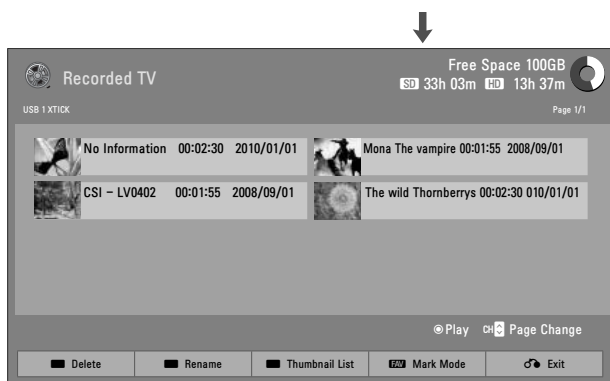 Recorded TV
Free Space 100GB
SD 33h 03m HD 13h 37m
USB 1 XTICK
Page 1/1
No Information 00:02:30 2010/01/01
Mona The vampire 00:01:55 2008/09/01
CSI - LV0402 00:01:55 2008/09/01
The wild Thornberrys 00:02:30 010/01/01
Play CH Page Change
Delete Rename Thumbnail List FAV Mark Mode Exit